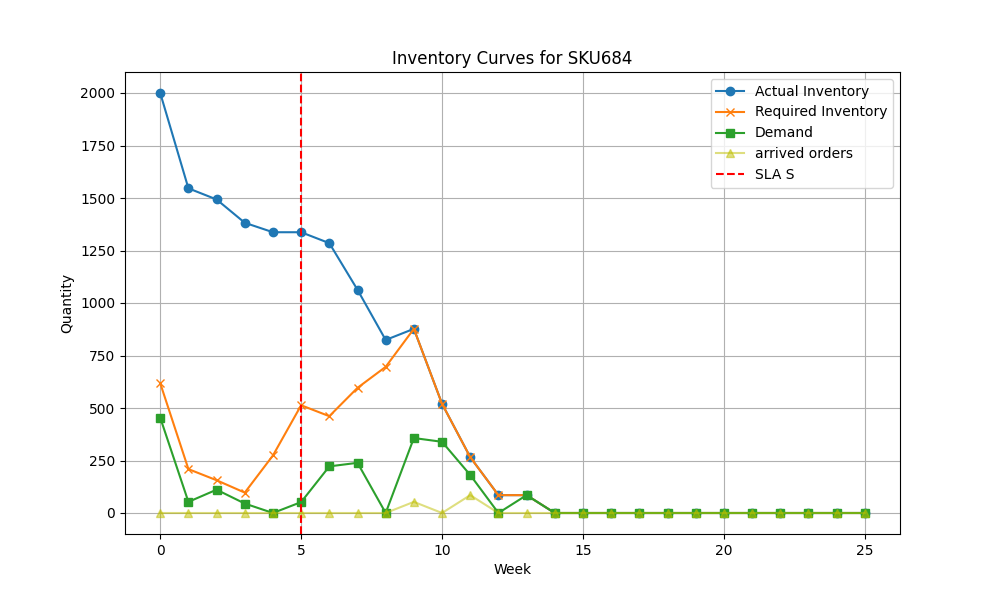 Inventory Curves for SKU684
Actual Inventory
Required Inventory
Demand
arrived orders
SLA S
Quantity
2000
1750
1500
1250
1000
750
500
250
0
0 5 10 15 20 25
Week